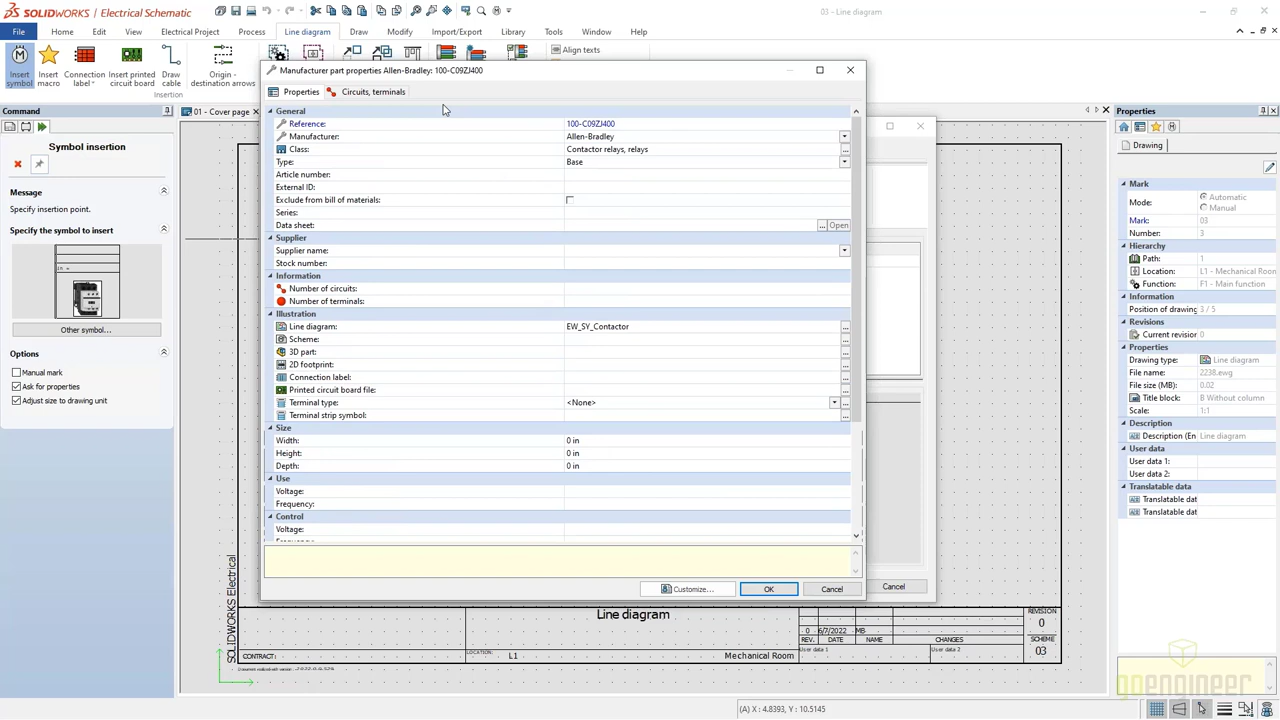 SOLIDWORKS Electrical Schematic
03 - Line diagram
File Home Edit View Electrical Project Process Line diagram Draw Modify Import/Export Library Tools Window Help
Insert symbol
Insert macro
Connection label
Insert printed circuit board
Draw cable
Origin - destination arrows
Align texts
Insertion
Command
01 - Cover page
Symbol insertion
Message
Specify insertion point.
Specify the symbol to insert
Other symbol...
Options
Manual mark
Ask for properties
Adjust size to drawing unit
Manufacturer part properties Allen-Bradley: 100-C09ZJ400
Properties Circuits, terminals
General
Reference: 100-C09ZJ400
Manufacturer: Allen-Bradley
Class: Contactor relays, relays
Type: Base
Article number:
External ID:
Exclude from bill of materials:
Series:
Data sheet: ... Open
Supplier
Supplier name:
Stock number:
Information
Number of circuits:
Number of terminals:
Illustration
Line diagram: EW_SY_Contactor
Scheme:
3D part:
2D footprint:
Connection label:
Printed circuit board file:
Terminal type: <None>
Terminal strip symbol:
Size
Width: 0 in
Height: 0 in
Depth: 0 in
Use
Voltage:
Frequency:
Control
Voltage:
Customize... OK Cancel
Cancel
Properties
Drawing
Mark
Mode: Automatic
Manual
Mark: 03
Number: 3
Hierarchy
Path: 1
Location: L1 - Mechanical Room
Function: F1 - Main function
Information
Position of drawing 3 / 5
Revisions
Current revision 0
Properties
Drawing type: Line diagram
File name: 2238.ewg
File size (MB): 0.02
Title block: B Without column
Scale: 1:1
Description
Description (En Line diagram
User data
User data 1:
User data 2:
Translatable data
Translatable dat
Translatable dat
SOLIDWORKS Electrical
Line diagram
CONTRACT:
LOCATION: L1 Mechanical Room
0 6/7/2022 MB
REV. DATE NAME CHANGES
User data 1 User data 2
REVISION
0
SCHEME
03
goengineer
(A) X : 4.8393, Y : 10.5145